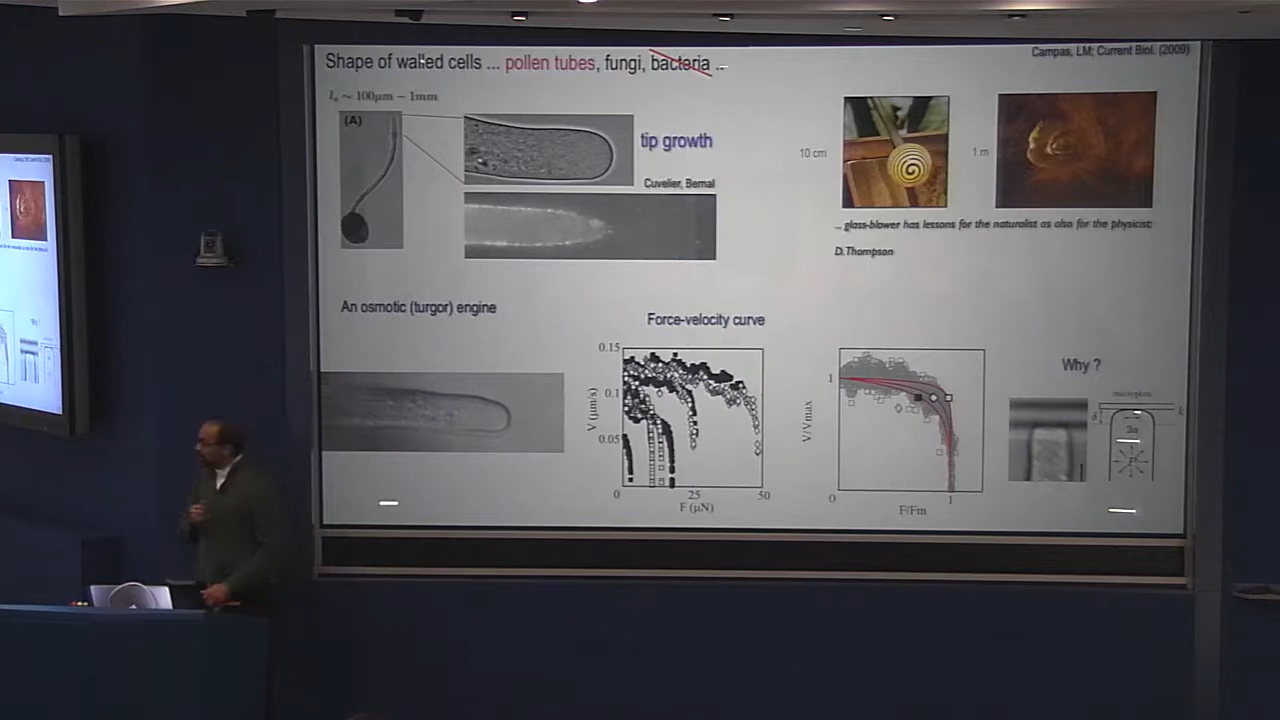 Shape of walled cells ... pollen tubes, fungi, bacteria ...
Campas, LM; Current Biol. (2009)
~ 100μm − 1mm
(A)
tip growth
Cuvelier, Bernal
10 cm
1 m
... glass-blower has lessons for the naturalist as also for the physicist;
D. Thompson
An osmotic (turgor) engine
Force-velocity curve
0.15
0.1
0.05
V (μm/s)
0
25
50
F (μN)
1
V/Vmax
0
1
F/Fm
Why ?
2a
P